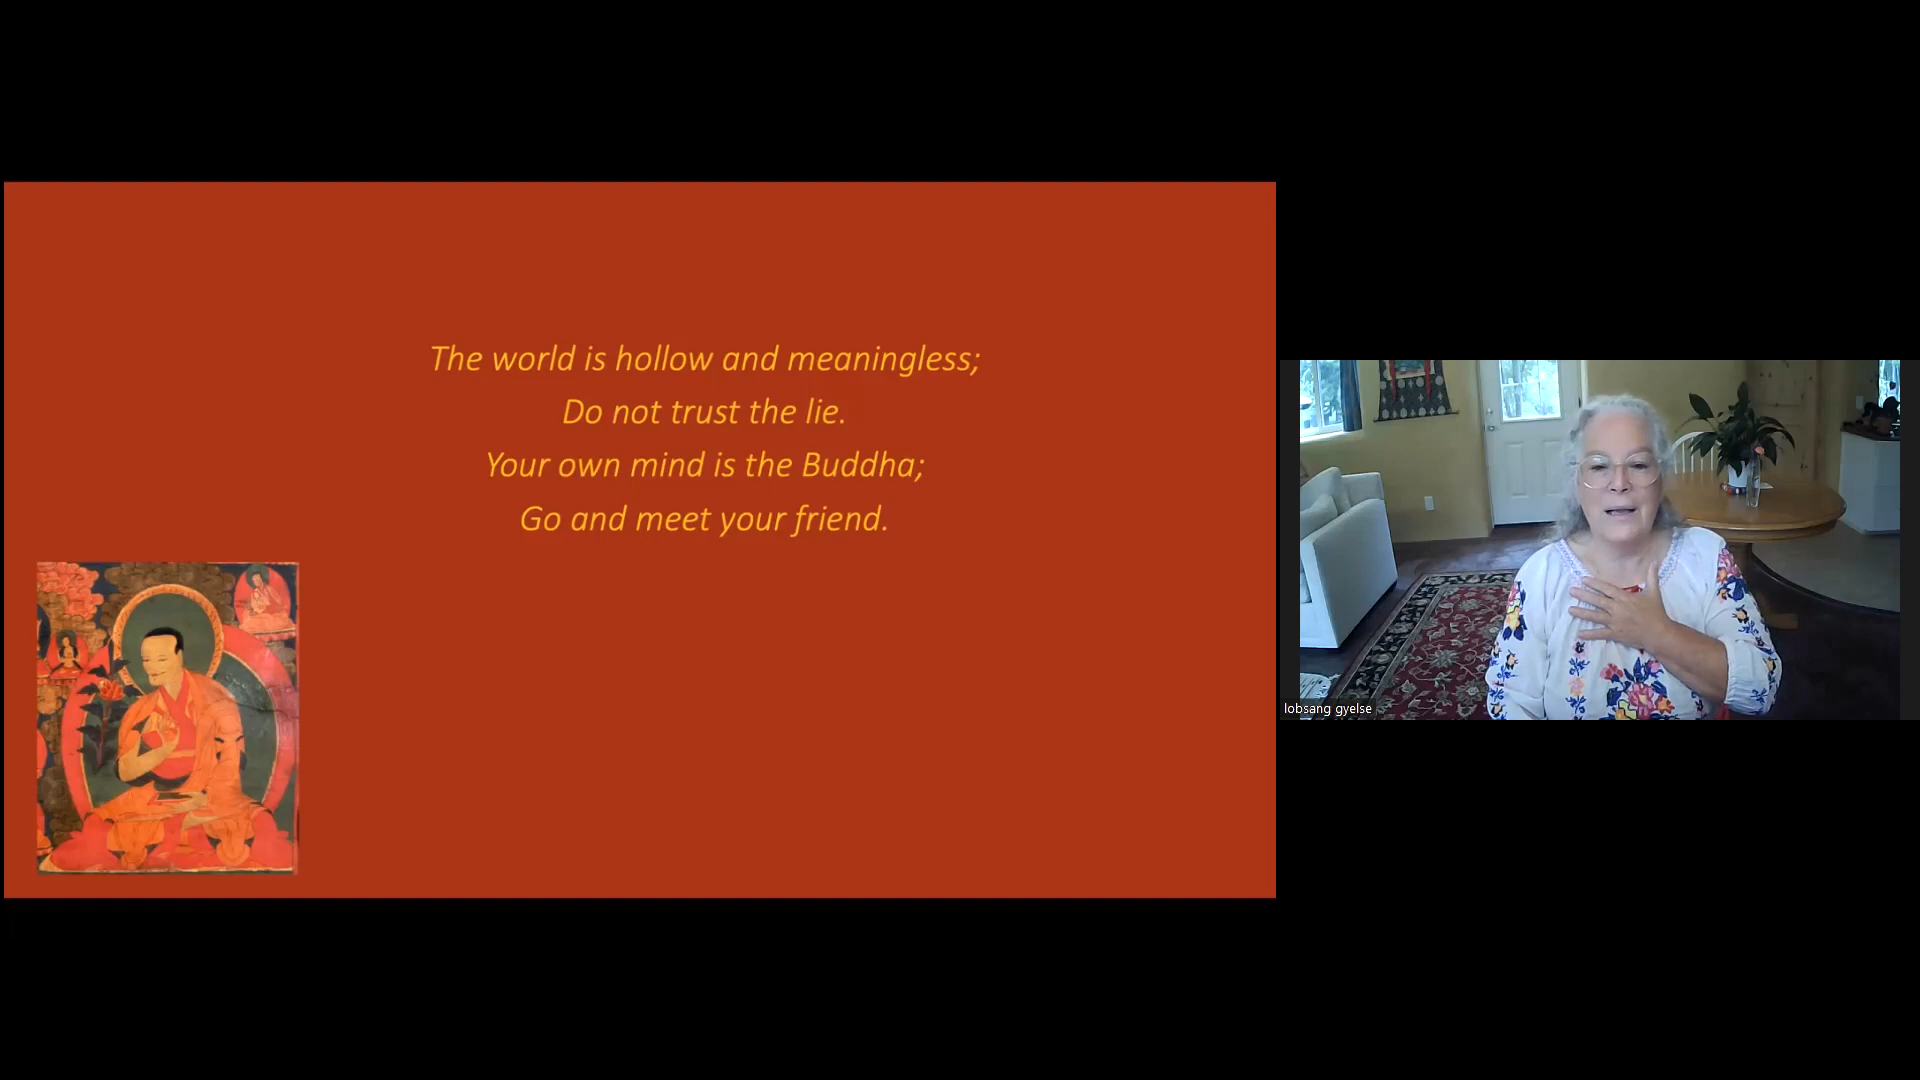 The world is hollow and meaningless;
Do not trust the lie.
Your own mind is the Buddha;
Go and meet your friend.
lobsang gyelse